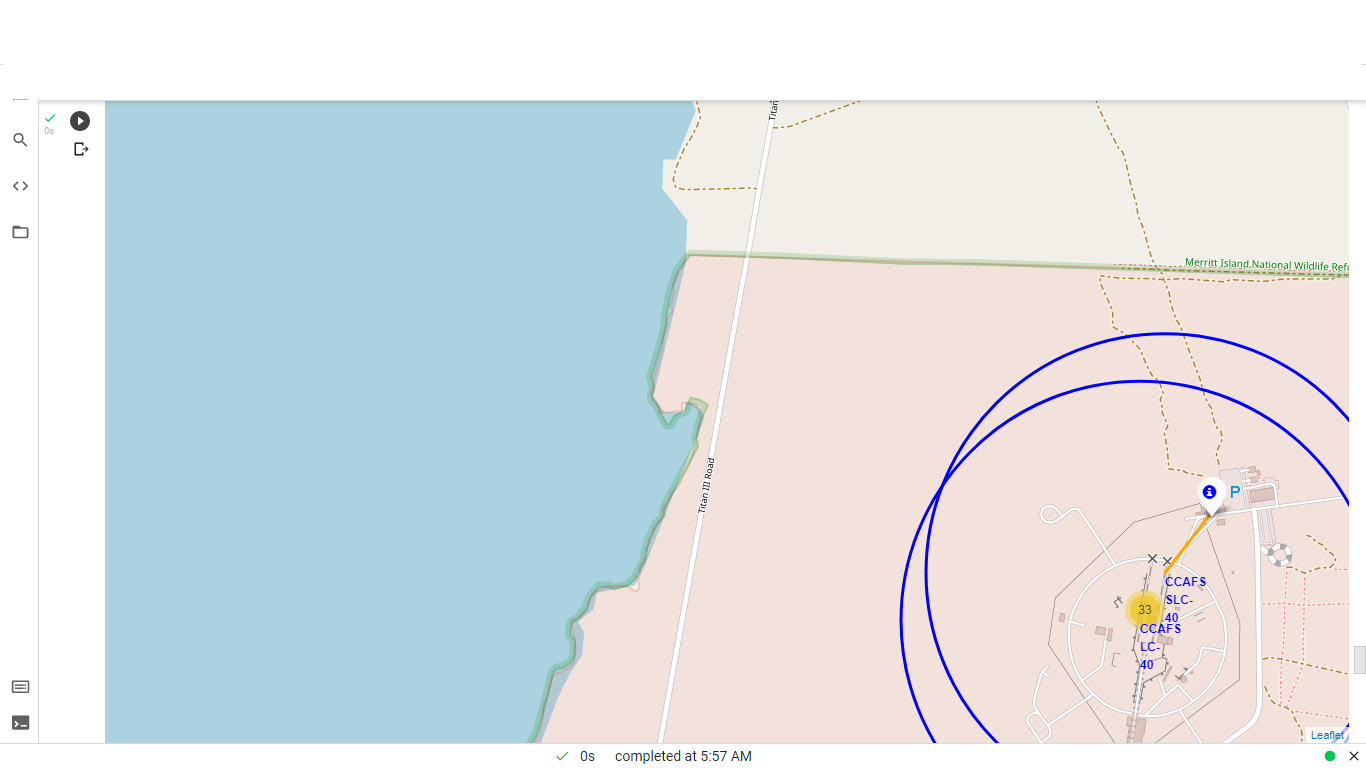 0s
Titan
Merritt Island National Wildlife Refu
Titan III Road
P
CCAFS
SLC-
40
33
CCAFS
LC-
40
Leaflet
0s completed at 5:57 AM